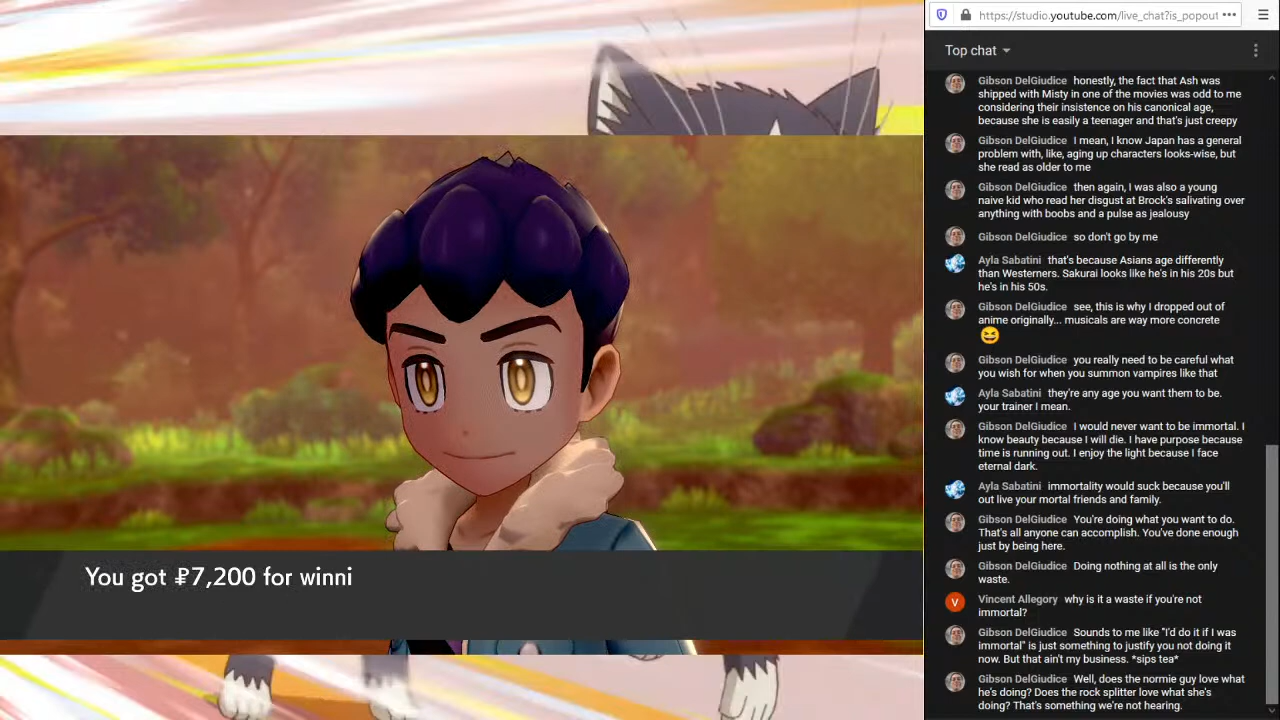 You got ₽7,200 for winni
https://studio.youtube.com/live_chat?is_popout
Top chat
Gibson DelGiudice honestly, the fact that Ash was
shipped with Misty in one of the movies was odd to me
considering their insistence on his canonical age,
because she is easily a teenager and that's just creepy
Gibson DelGiudice I mean, I know Japan has a general
problem with, like, aging up characters looks-wise, but
she read as older to me
Gibson DelGiudice then again, I was also a young
naive kid who read her disgust at Brock's salivating over
anything with boobs and a pulse as jealousy
Gibson DelGiudice so don't go by me
Ayla Sabatini that's because Asians age differently
than Westerners. Sakurai looks like he's in his 20s but
he's in his 50s.
Gibson DelGiudice see, this is why I dropped out of
anime originally... musicals are way more concrete
Gibson DelGiudice you really need to be careful what
you wish for when you summon vampires like that
Ayla Sabatini they're any age you want them to be.
your trainer I mean.
Gibson DelGiudice I would never want to be immortal. I
know beauty because I will die. I have purpose because
time is running out. I enjoy the light because I face
eternal dark.
Ayla Sabatini immortality would suck because you'll
out live your mortal friends and family.
Gibson DelGiudice You're doing what you want to do.
That's all anyone can accomplish. You've done enough
just by being here.
Gibson DelGiudice Doing nothing at all is the only
waste.
V
Vincent Allegory why is it a waste if you're not
immortal?
Gibson DelGiudice Sounds to me like "I'd do it if I was
immortal" is just something to justify you not doing it
now. But that ain't my business. *sips tea*
Gibson DelGiudice Well, does the normie guy love what
he's doing? Does the rock splitter love what she's
doing? That's something we're not hearing.